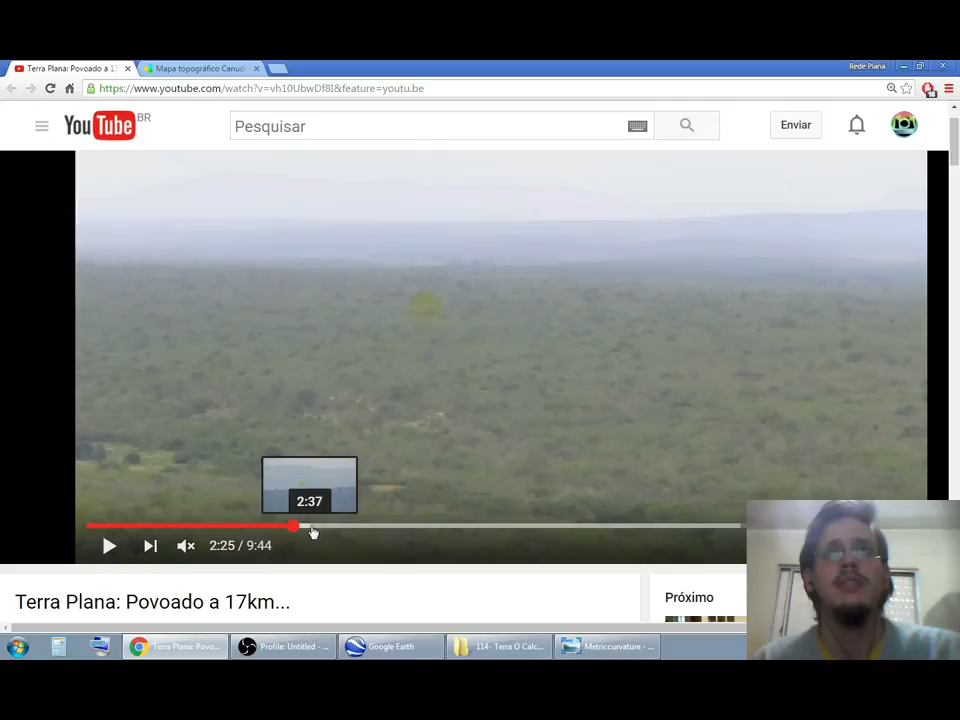 Terra Plana: Povoado a 17
Mapa topográfico Canud
Rede Plana
https://www.youtube.com/watch?v=vh10UbwDf8I&feature=youtu.be
YouTube BR
Pesquisar
Enviar
2:37
2:25 / 9:44
Terra Plana: Povoado a 17km...
Próximo
Terra Plana: Povo...
Profile: Untitled - ...
Google Earth
114- Terra O Calc...
Metriccurvature - ...